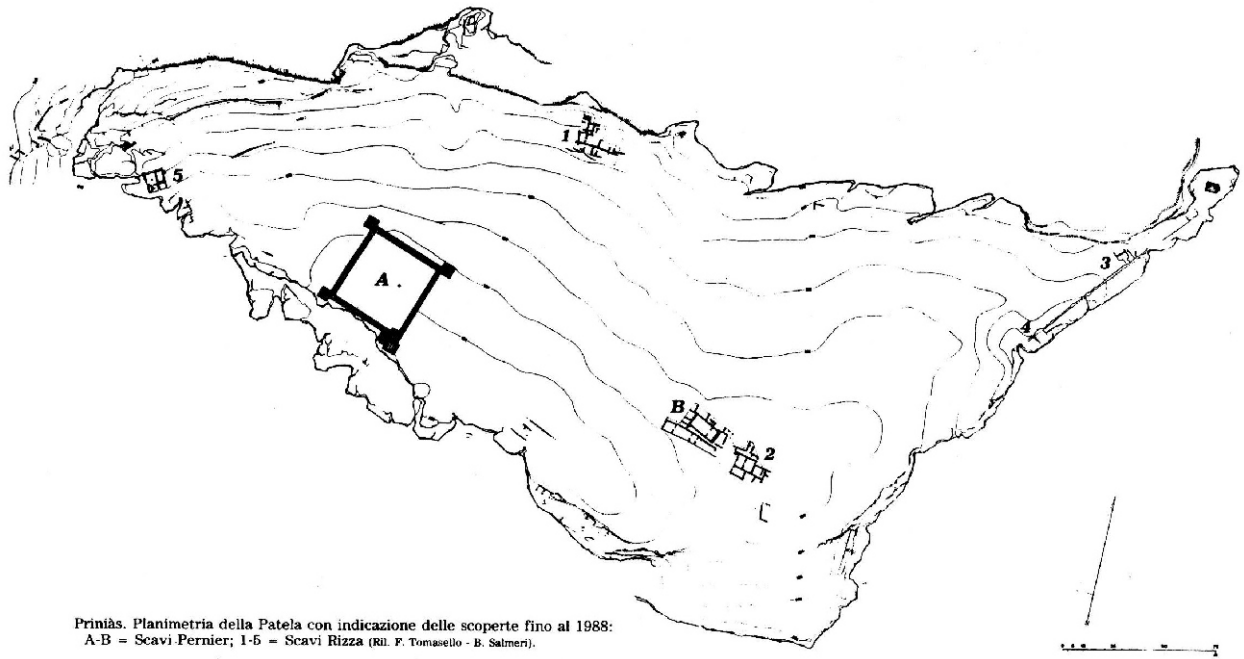 1
5
A
3
4
B
2
Priniàs. Planimetria della Patela con indicazione delle scoperte fino al 1988:
A-B = Scavi Pernier; 1-5 = Scavi Rizza (Ril. F. Tomasello - B. Salmeri).